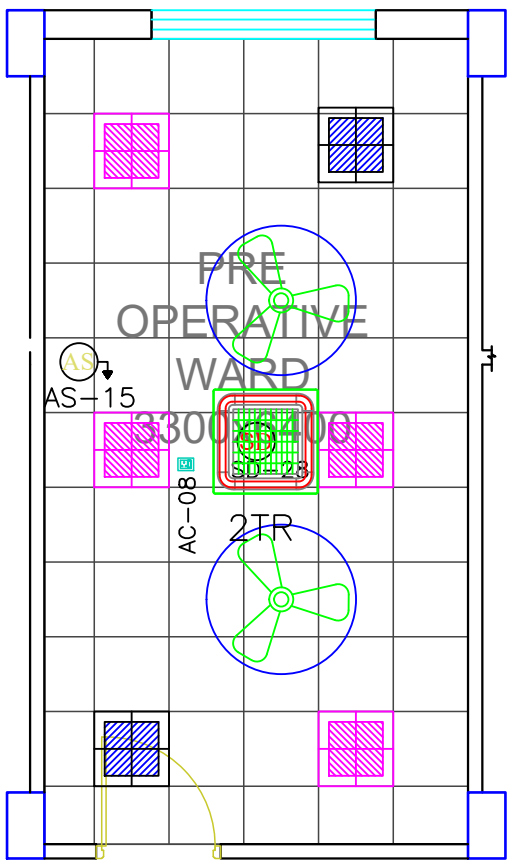 PRE
OPERATIVE
WARD
3300X6400
AS
AS-15
SD
SD-28
AC-08
2TR